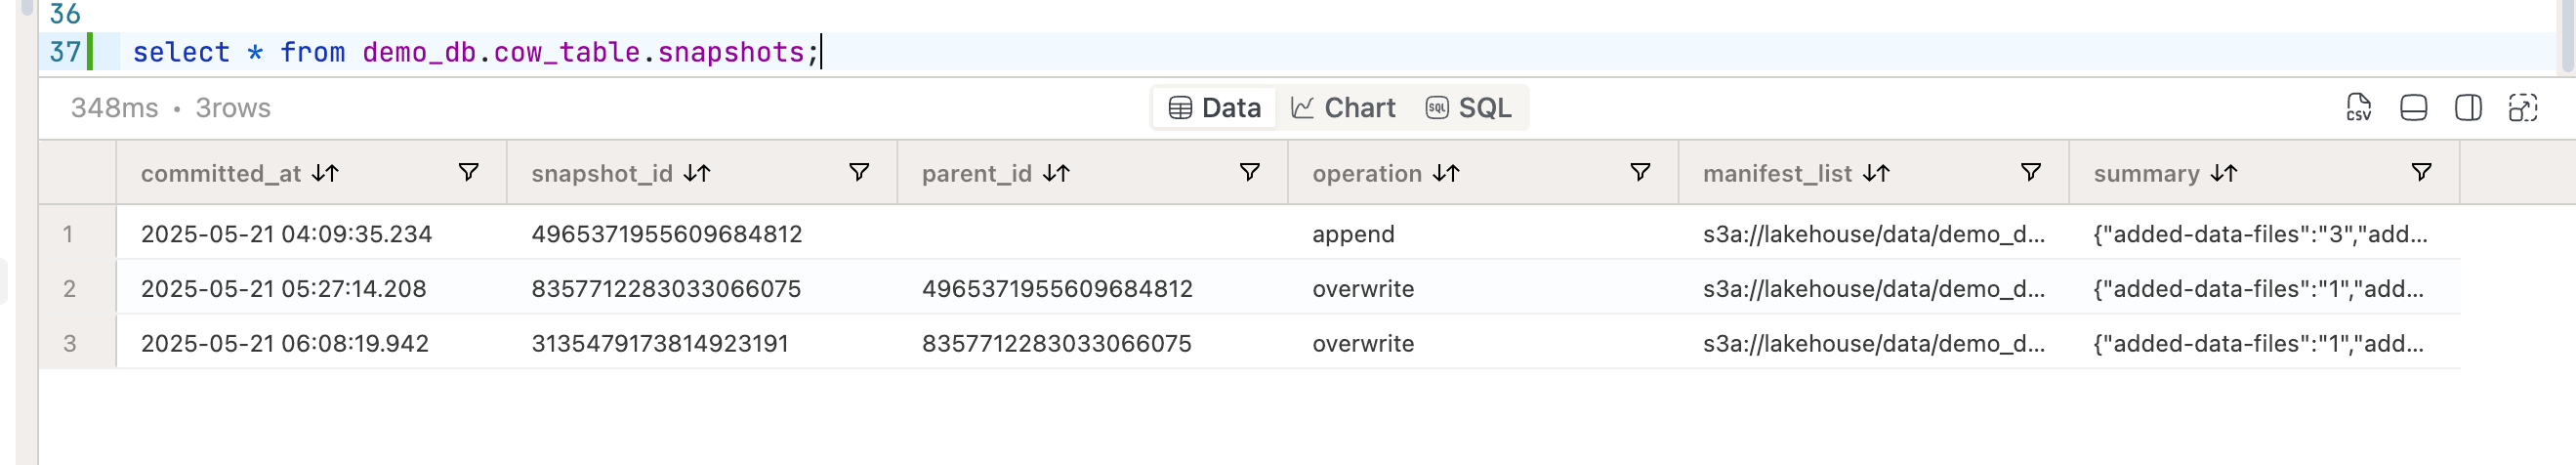 36
37 select * from demo_db.cow_table.snapshots;
348ms • 3rows Data Chart SQL SQL CSV
committed_at snapshot_id parent_id operation manifest_list summary
1 2025-05-21 04:09:35.234 4965371955609684812 append s3a://lakehouse/data/demo_d... {"added-data-files":"3","add...
2 2025-05-21 05:27:14.208 8357712283033066075 4965371955609684812 overwrite s3a://lakehouse/data/demo_d... {"added-data-files":"1","add...
3 2025-05-21 06:08:19.942 3135479173814923191 8357712283033066075 overwrite s3a://lakehouse/data/demo_d... {"added-data-files":"1","add...